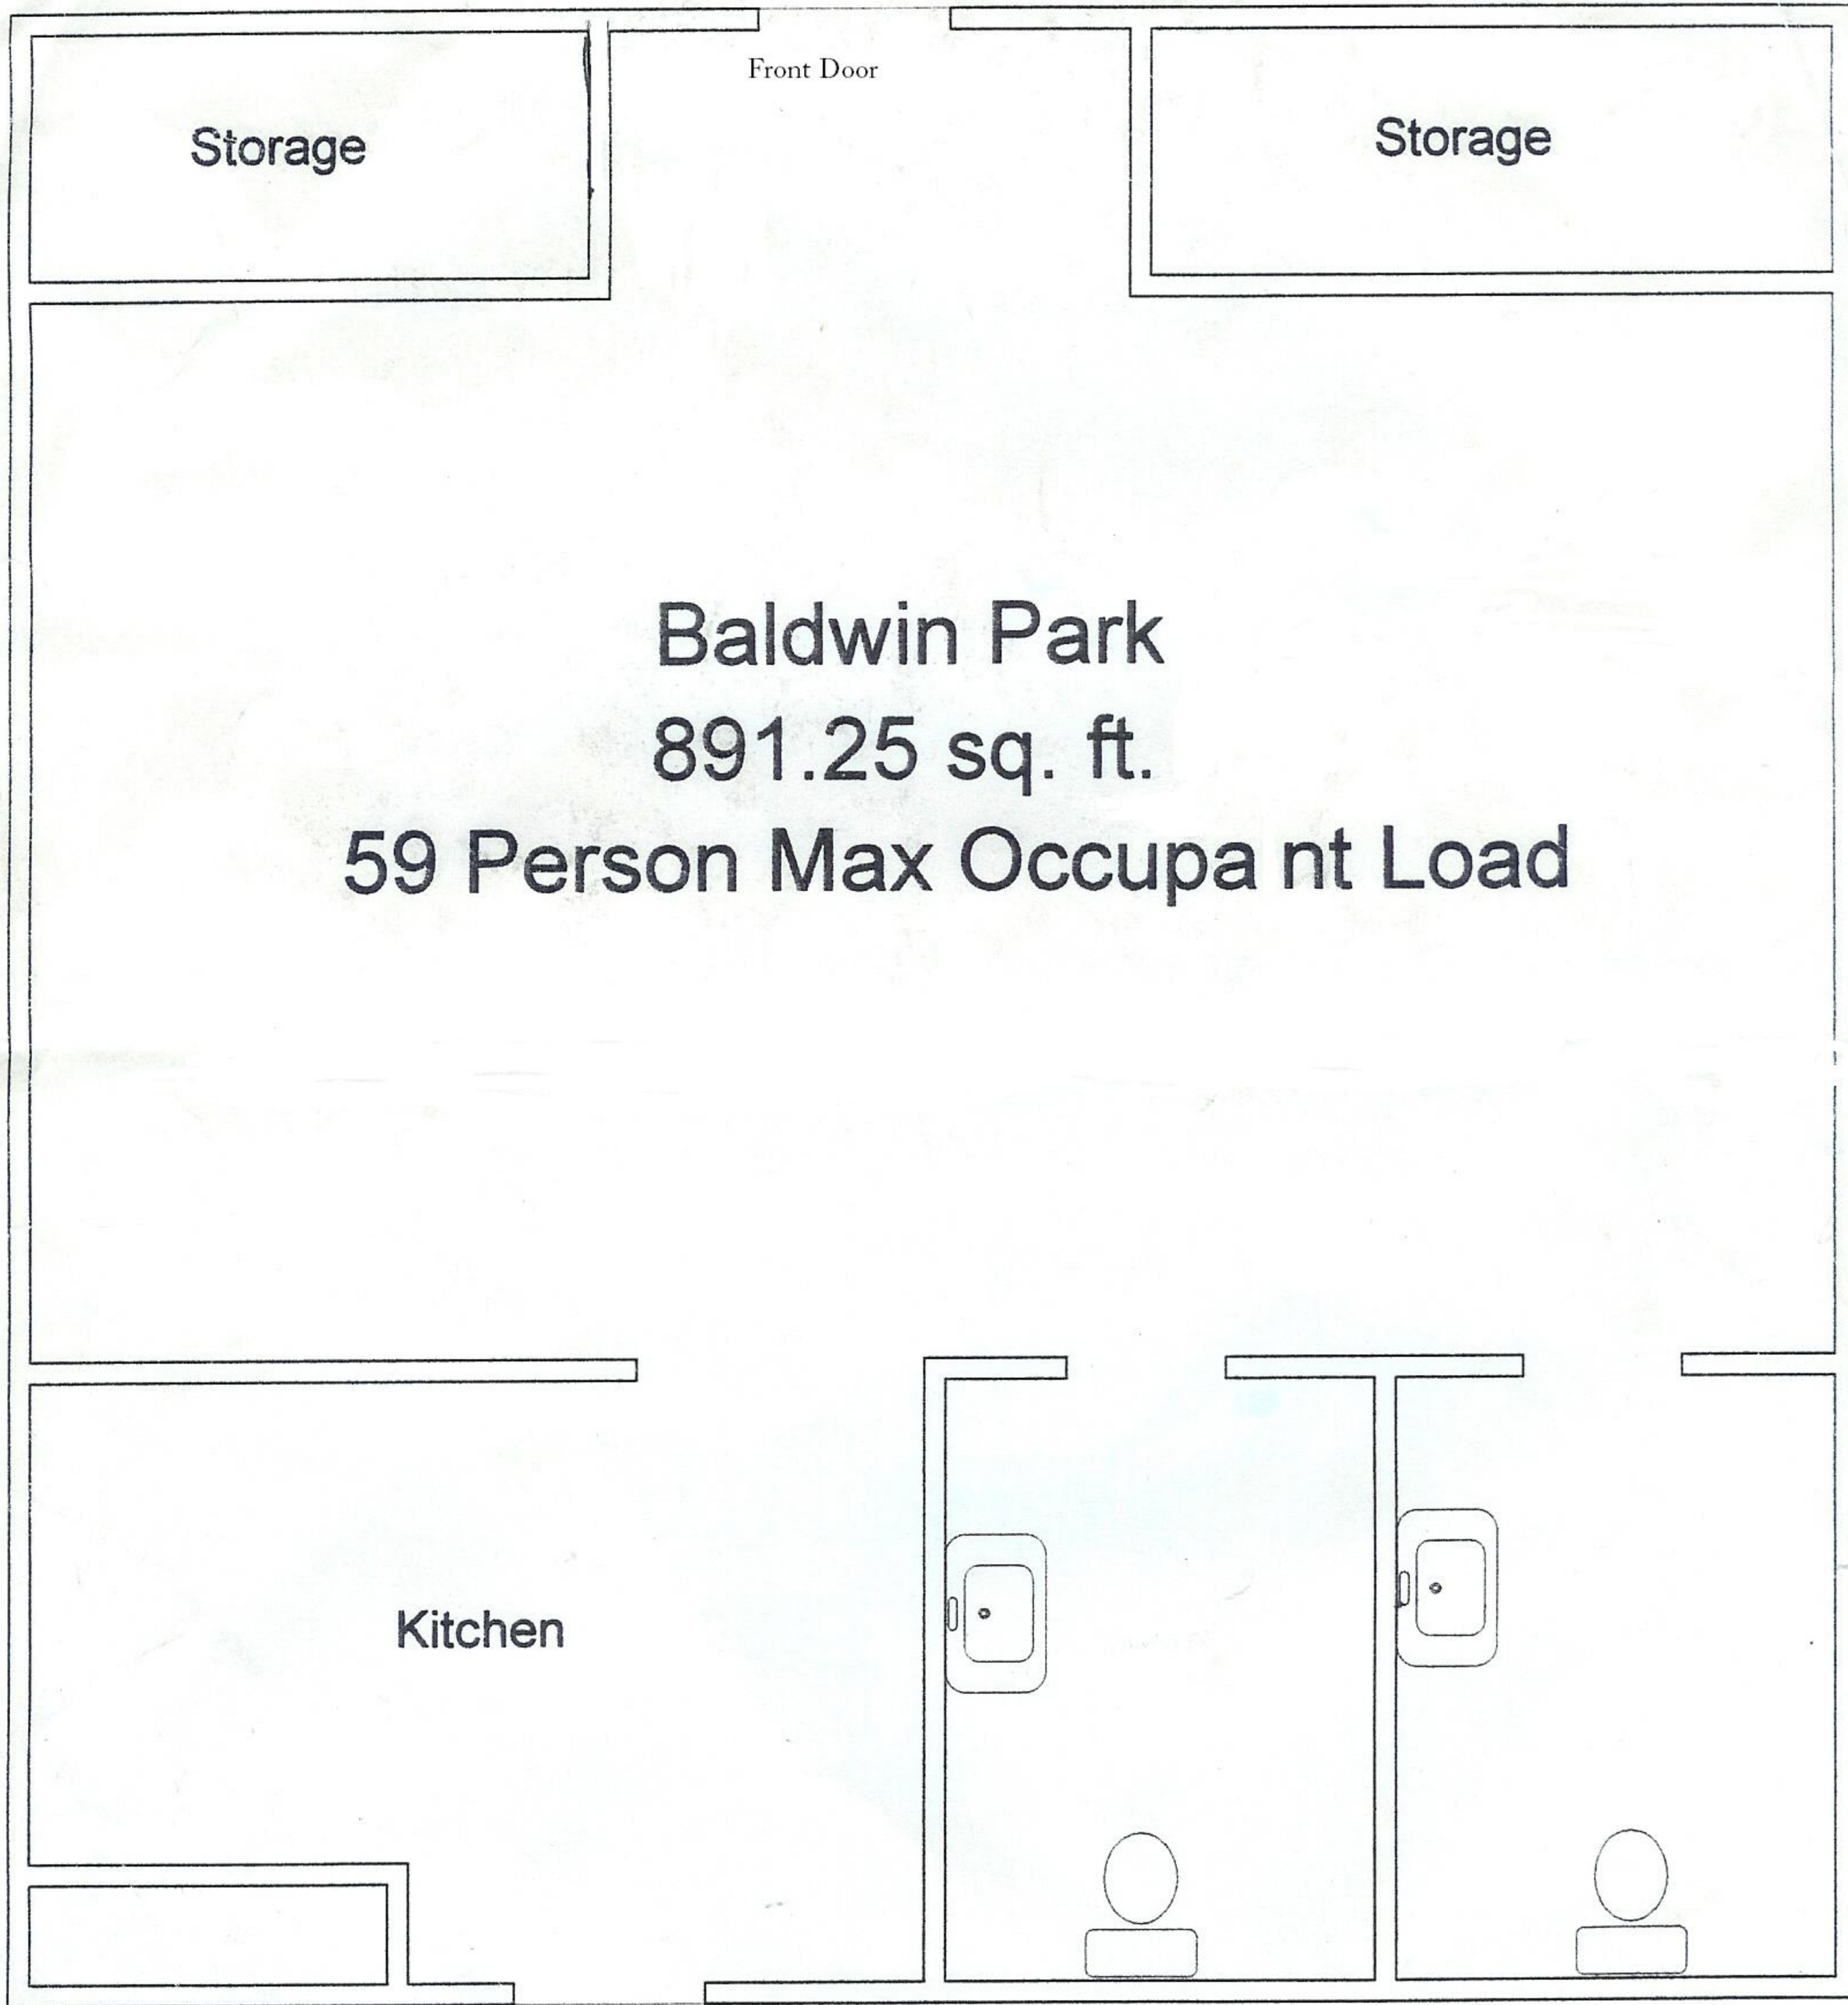 Front Door
Storage
Storage
Baldwin Park
891.25 sq. ft.
59 Person Max Occupa nt Load
Kitchen